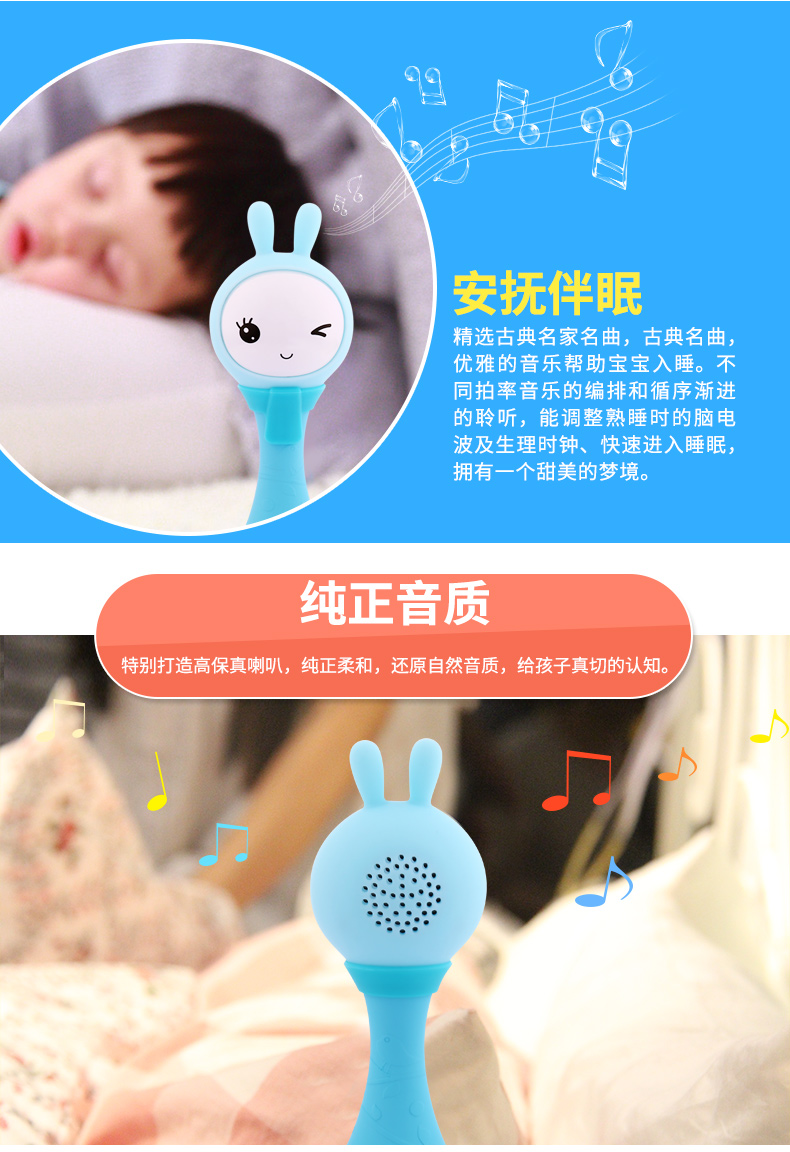 安抚伴眠
精选古典名家名曲，古典名曲，
优雅的音乐帮助宝宝入睡。不
同拍率音乐的编排和循序渐进
的聆听，能调整熟睡时的脑电
波及生理时钟、快速进入睡眠，
拥有一个甜美的梦境。
纯正音质
特别打造高保真喇叭，纯正柔和，还原自然音质，给孩子真切的认知。